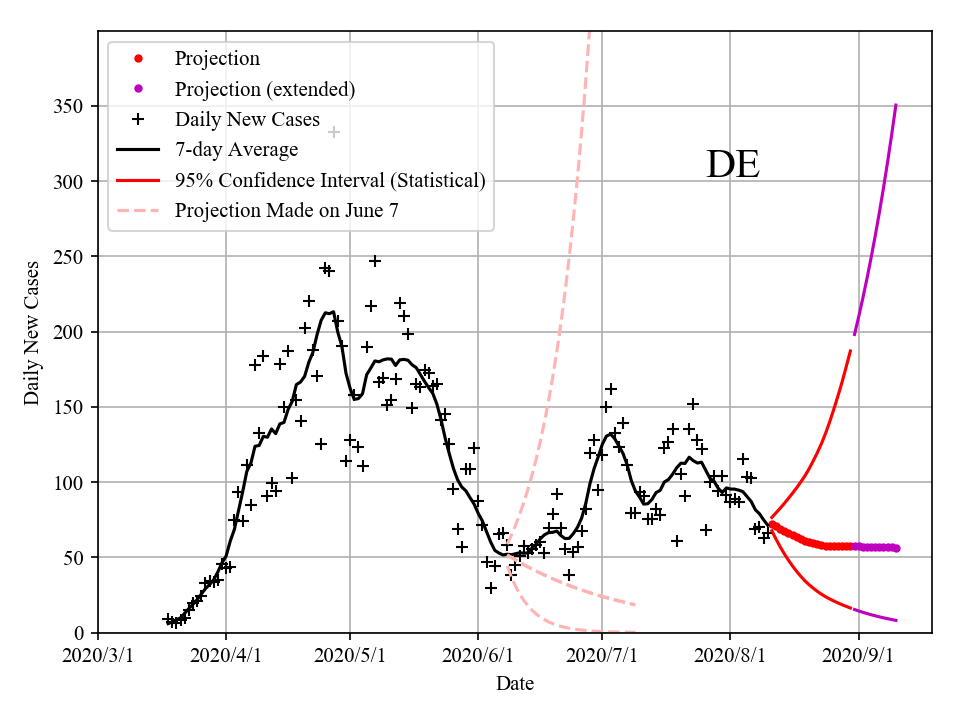 Projection
Projection (extended)
Daily New Cases
7-day Average
95% Confidence Interval (Statistical)
Projection Made on June 7
DE
350
300
250
200
150
100
50
0
Daily New Cases
2020/3/1 2020/4/1 2020/5/1 2020/6/1 2020/7/1 2020/8/1 2020/9/1
Date